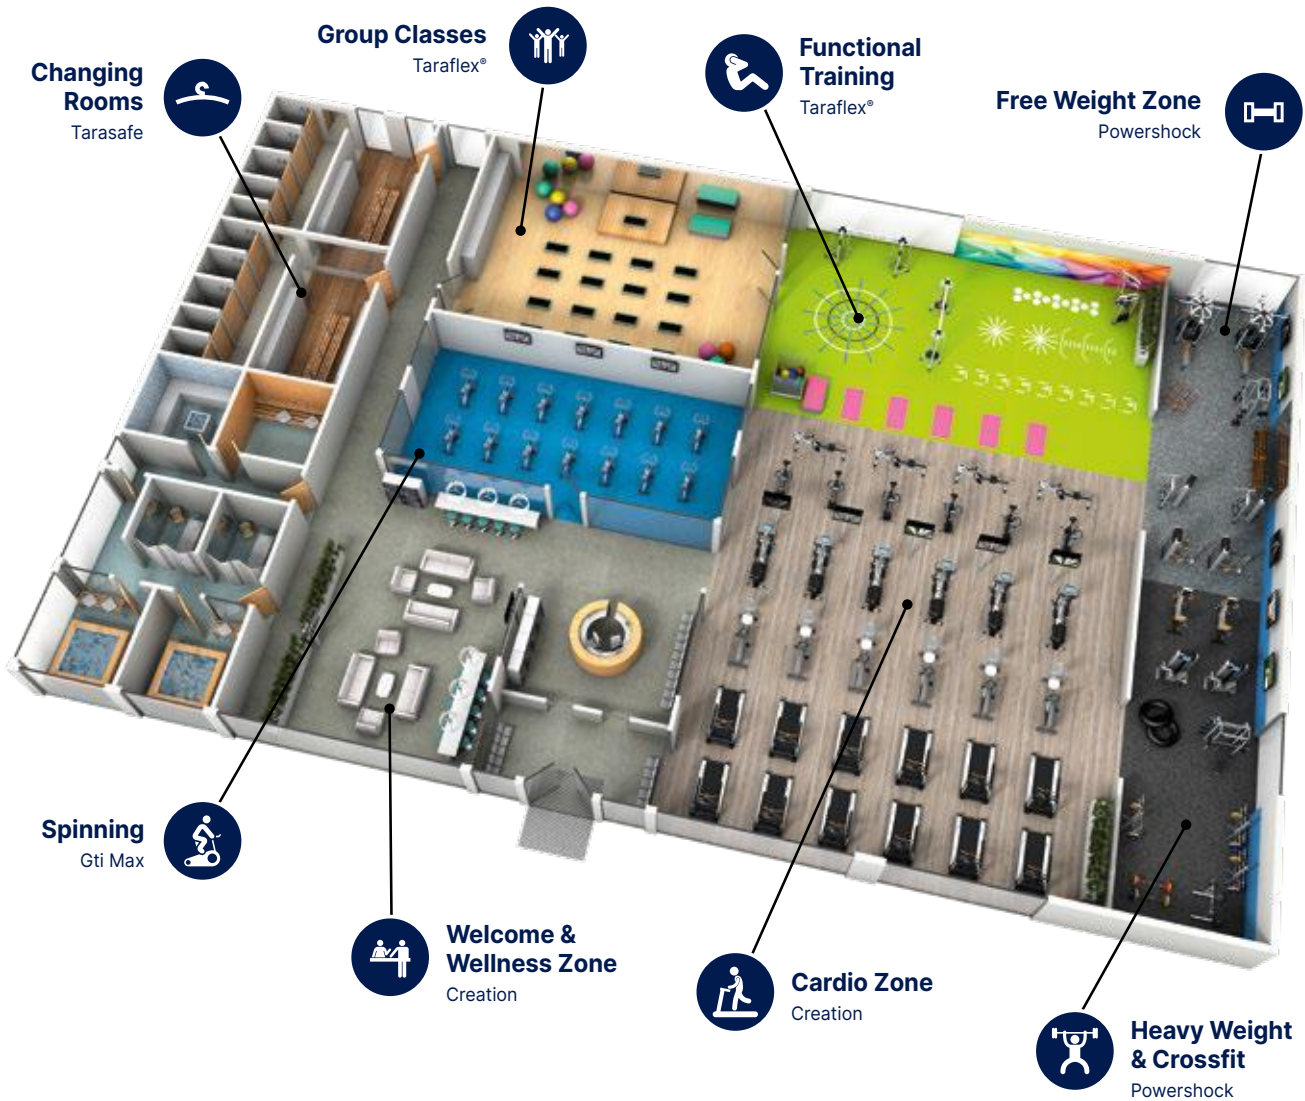 Group Classes
Taraflex®
Functional
Training
Taraflex®
Changing
Rooms
Tarasafe
Free Weight Zone
Powershock
Spinning
Gti Max
Welcome &
Wellness Zone
Creation
Cardio Zone
Creation
Heavy Weight
& Crossfit
Powershock